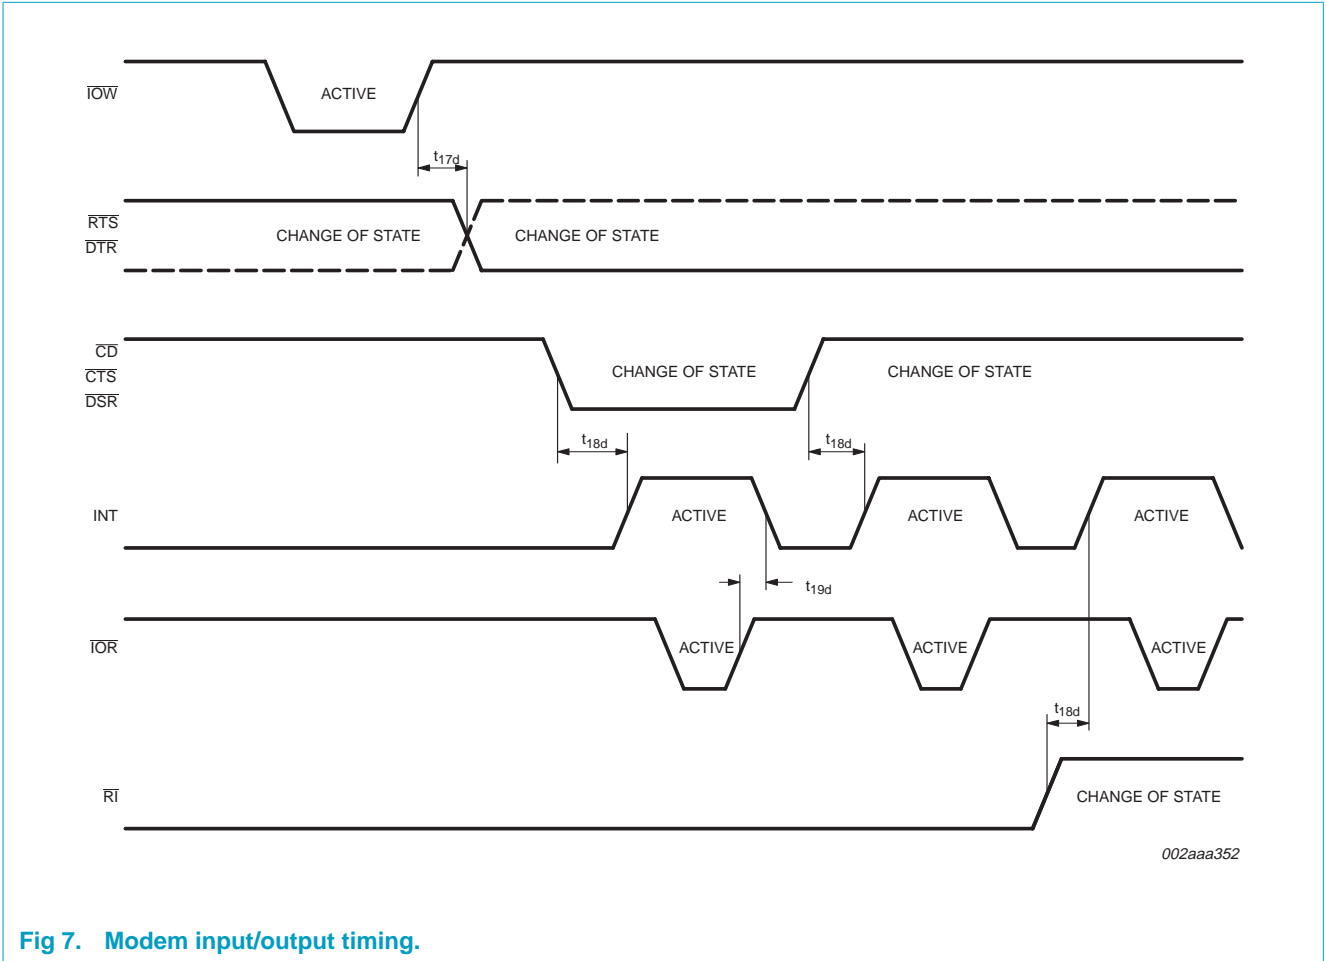 IOW
ACTIVE
t17d
RTS
DTR
CHANGE OF STATE CHANGE OF STATE
CD
CTS
DSR
CHANGE OF STATE CHANGE OF STATE
t18d t18d
INT
ACTIVE ACTIVE ACTIVE
t19d
IOR
ACTIVE ACTIVE ACTIVE
t18d
RI
CHANGE OF STATE
002aaa352
Fig 7. Modem input/output timing.